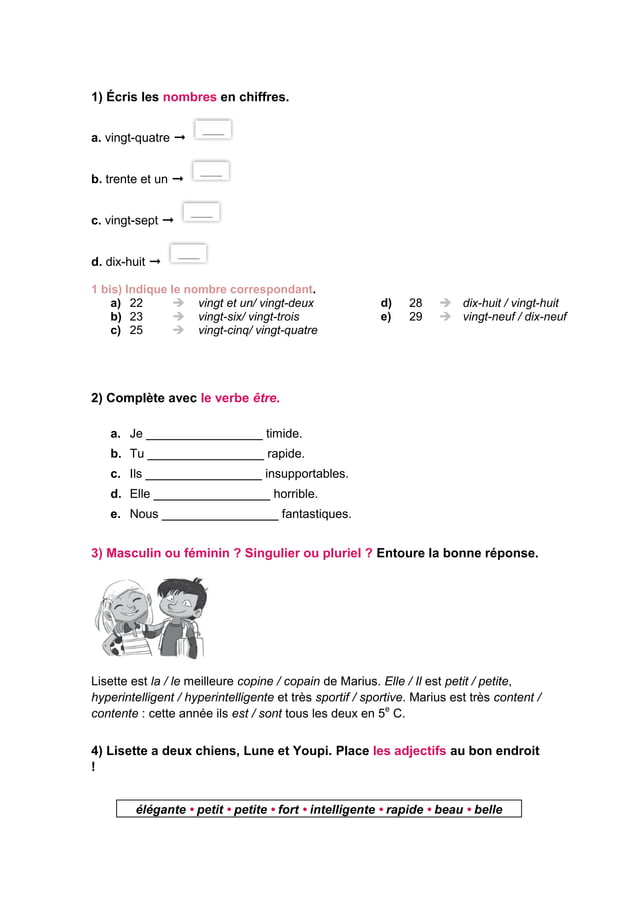 1) Écris les nombres en chiffres.
a. vingt-quatre ➞ ___
b. trente et un ➞ ___
c. vingt-sept ➞ ___
d. dix-huit ➞ ___
1 bis) Indique le nombre correspondant.
a) 22 → vingt et un/ vingt-deux d) 28 → dix-huit / vingt-huit
b) 23 → vingt-six/ vingt-trois e) 29 → vingt-neuf / dix-neuf
c) 25 → vingt-cinq/ vingt-quatre
2) Complète avec le verbe être.
a. Je _________________ timide.
b. Tu _________________ rapide.
c. Ils _________________ insupportables.
d. Elle _________________ horrible.
e. Nous _________________ fantastiques.
3) Masculin ou féminin ? Singulier ou pluriel ? Entoure la bonne réponse.
Lisette est la / le meilleure copine / copain de Marius. Elle / Il est petit / petite,
hyperintelligent / hyperintelligente et très sportif / sportive. Marius est très content /
contente : cette année ils est / sont tous les deux en 5e C.
4) Lisette a deux chiens, Lune et Youpi. Place les adjectifs au bon endroit
!
élégante • petit • petite • fort • intelligente • rapide • beau • belle